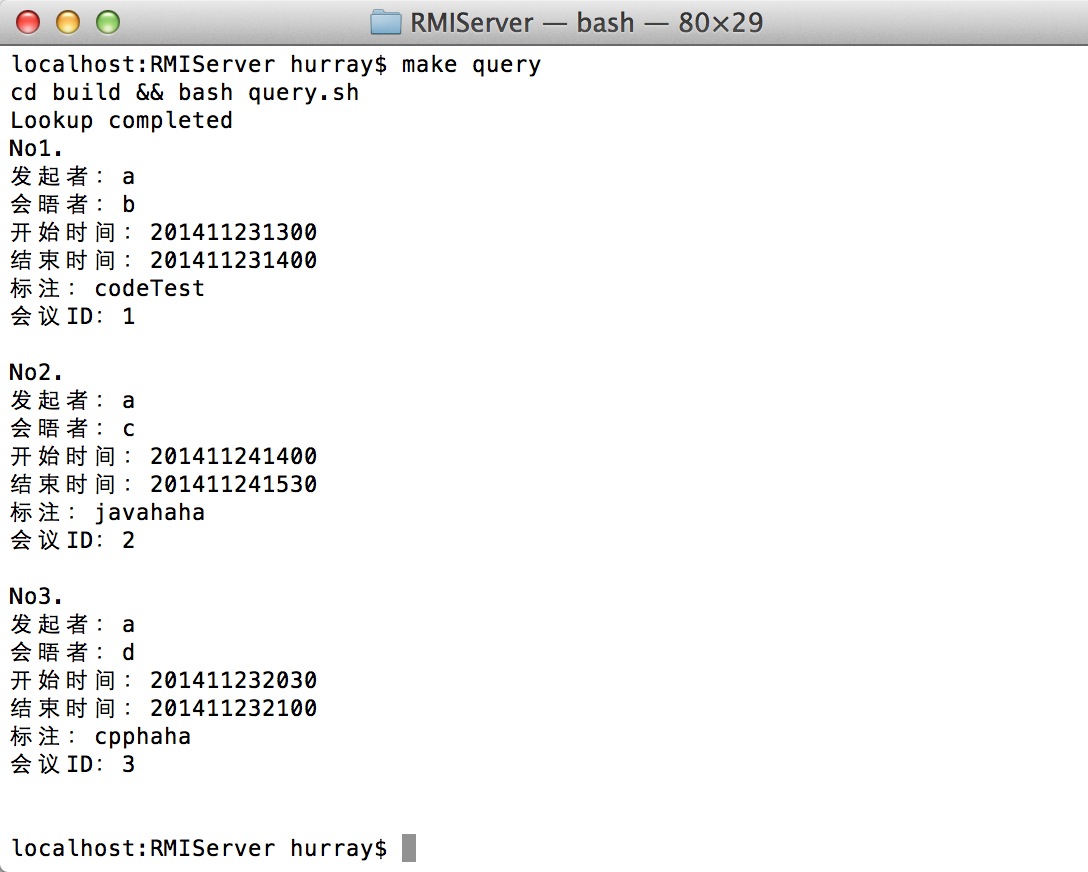 RMIServer — bash — 80×29
localhost:RMIServer hurray$ make query
cd build && bash query.sh
Lookup completed
No1.
发起者: a
会晤者: b
开始时间: 201411231300
结束时间: 201411231400
标注: codeTest
会议ID: 1
No2.
发起者: a
会晤者: c
开始时间: 201411241400
结束时间: 201411241530
标注: javahaha
会议ID: 2
No3.
发起者: a
会晤者: d
开始时间: 201411232030
结束时间: 201411232100
标注: cpphaha
会议ID: 3
localhost:RMIServer hurray$